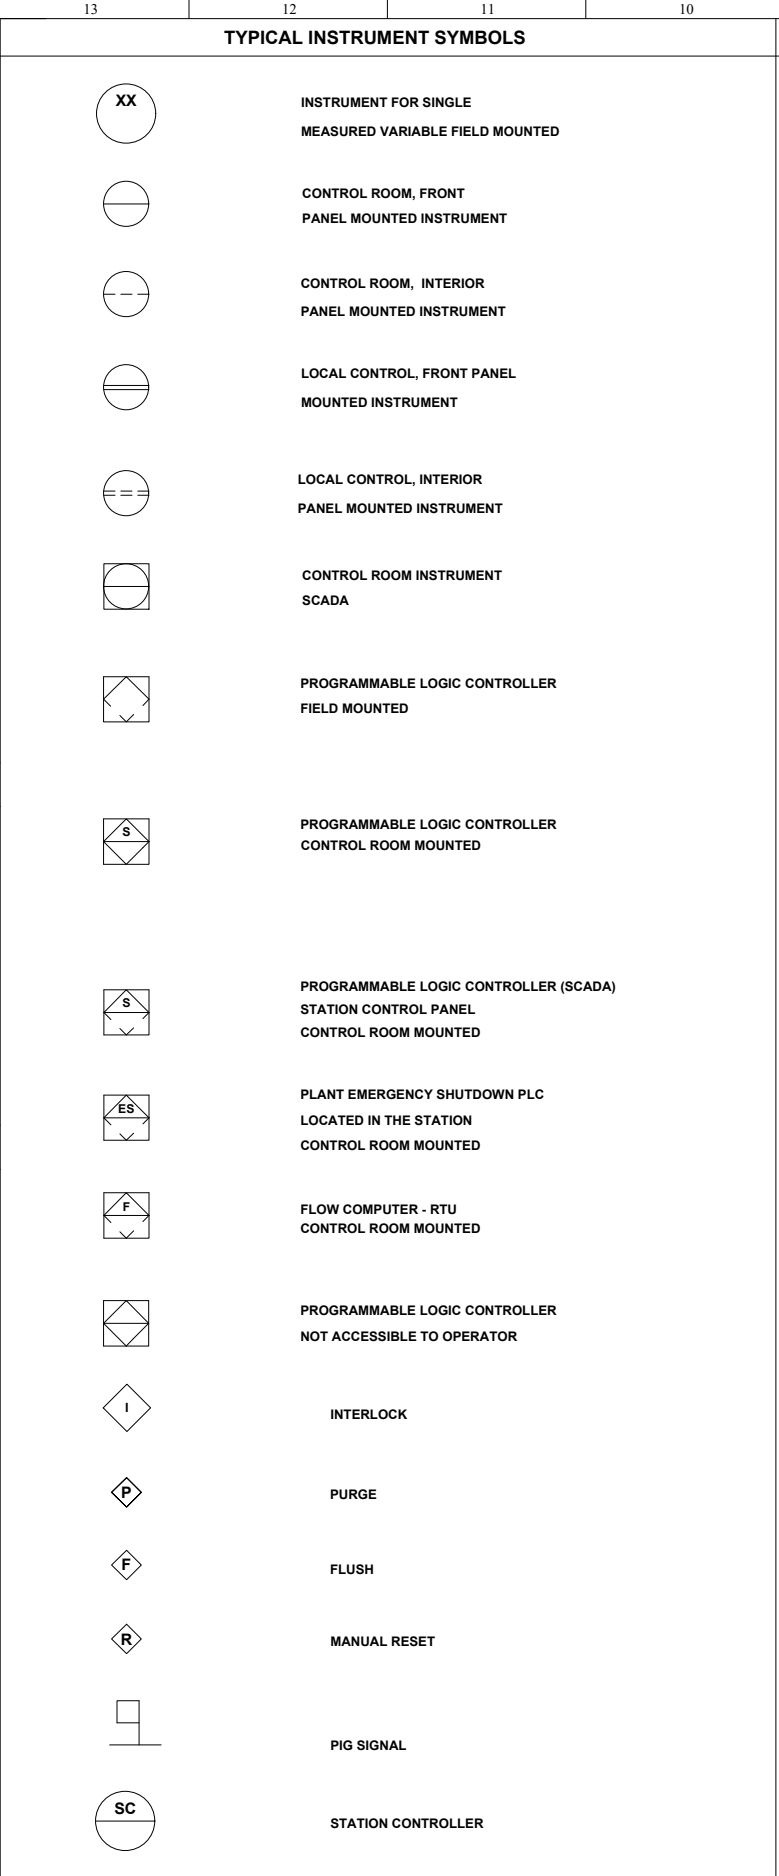 13 12 11 10
TYPICAL INSTRUMENT SYMBOLS
XX
INSTRUMENT FOR SINGLE
MEASURED VARIABLE FIELD MOUNTED
CONTROL ROOM, FRONT
PANEL MOUNTED INSTRUMENT
CONTROL ROOM, INTERIOR
PANEL MOUNTED INSTRUMENT
LOCAL CONTROL, FRONT PANEL
MOUNTED INSTRUMENT
LOCAL CONTROL, INTERIOR
PANEL MOUNTED INSTRUMENT
CONTROL ROOM INSTRUMENT
SCADA
PROGRAMMABLE LOGIC CONTROLLER
FIELD MOUNTED
S
PROGRAMMABLE LOGIC CONTROLLER
CONTROL ROOM MOUNTED
S
PROGRAMMABLE LOGIC CONTROLLER (SCADA)
STATION CONTROL PANEL
CONTROL ROOM MOUNTED
ES
PLANT EMERGENCY SHUTDOWN PLC
LOCATED IN THE STATION
CONTROL ROOM MOUNTED
F
FLOW COMPUTER - RTU
CONTROL ROOM MOUNTED
PROGRAMMABLE LOGIC CONTROLLER
NOT ACCESSIBLE TO OPERATOR
I
INTERLOCK
P
PURGE
F
FLUSH
R
MANUAL RESET
PIG SIGNAL
SC
STATION CONTROLLER